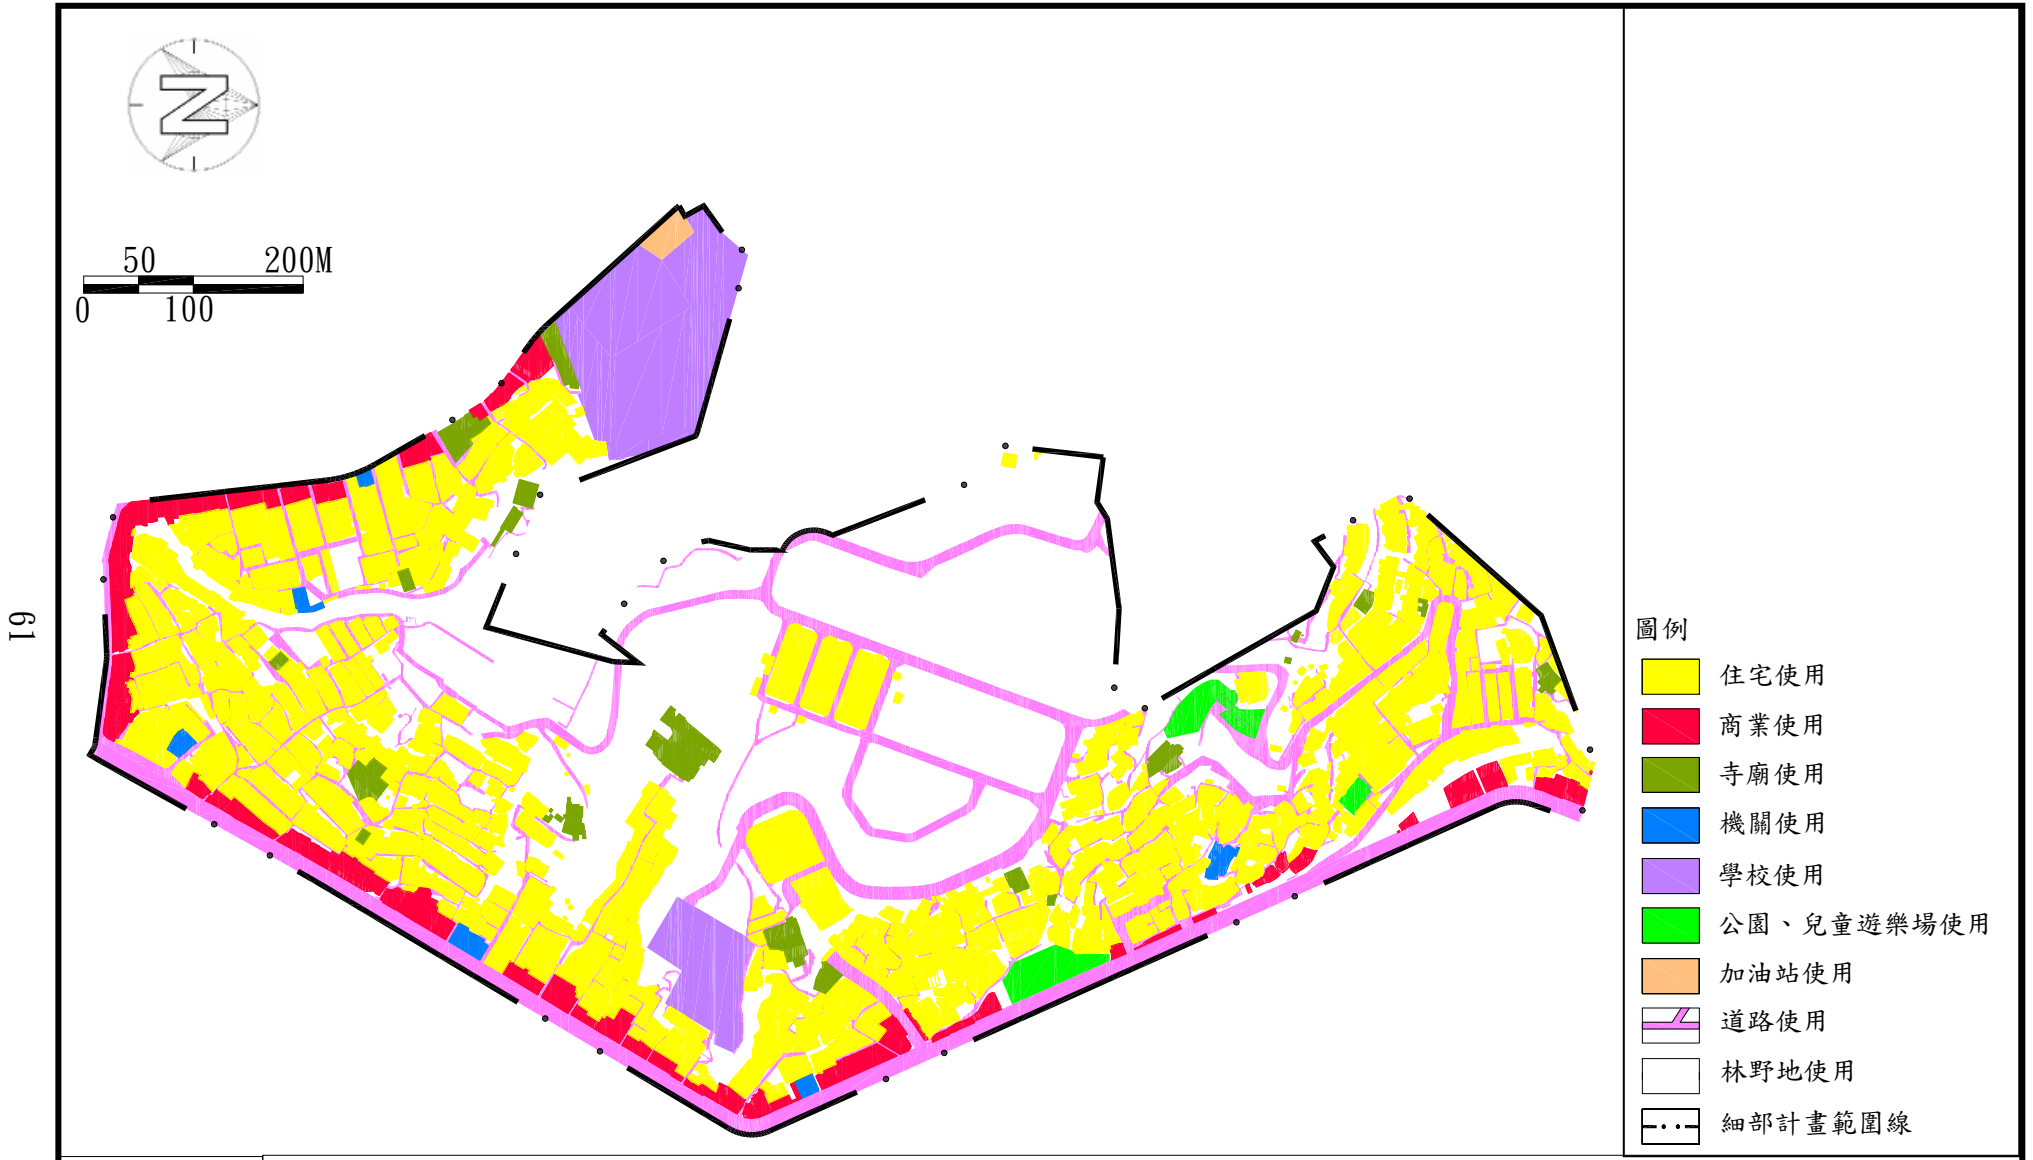 N
50 200M
0 100
61
圖例
住宅使用
商業使用
寺廟使用
機關使用
學校使用
公園、兒童遊樂場使用
加油站使用
道路使用
林野地使用
細部計畫範圍線